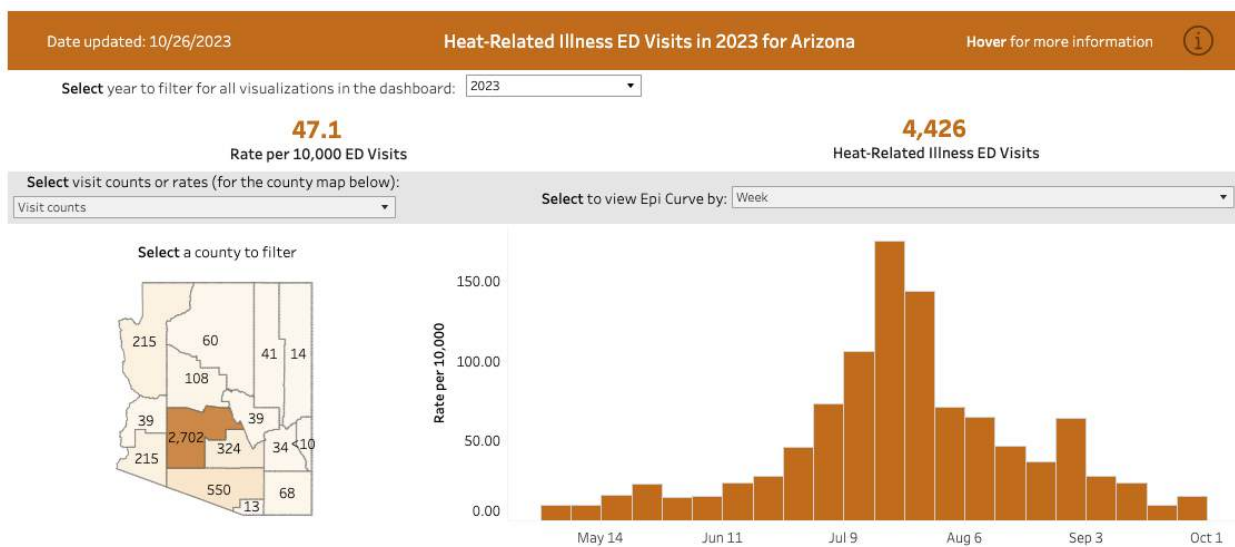 Date updated: 10/26/2023
Heat-Related Illness ED Visits in 2023 for Arizona
Hover for more information
i
Select year to filter for all visualizations in the dashboard: 2023
47.1
Rate per 10,000 ED Visits
4,426
Heat-Related Illness ED Visits
Select visit counts or rates (for the county map below):
Visit counts
Select to view Epi Curve by: Week
Select a county to filter
215
60
41
14
108
39
39
2,702
324
34
<10
215
550
13
68
Rate per 10,000
150.00
100.00
50.00
0.00
May 14
Jun 11
Jul 9
Aug 6
Sep 3
Oct 1